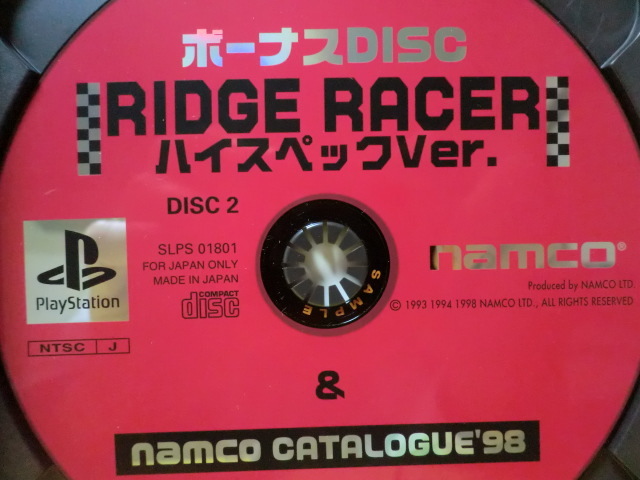 ボーナスDISC
RIDGE RACER
ハイスペックVer.
DISC 2
SLPS 01801
FOR JAPAN ONLY
MADE IN JAPAN
COMPACT
disc
PlayStation
NTSC J
SAMPLE
namco®
Produced by NAMCO LTD.
© 1993 1994 1998 NAMCO LTD., ALL RIGHTS RESERVED
&
namco CATALOGUE'98